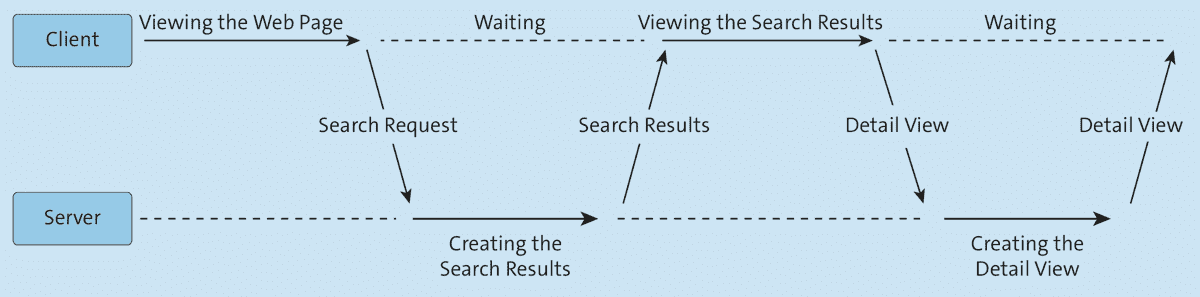 Viewing the Web Page
Waiting
Viewing the Search Results
Waiting
Client
Search Request
Search Results
Detail View
Detail View
Server
Creating the
Search Results
Creating the
Detail View